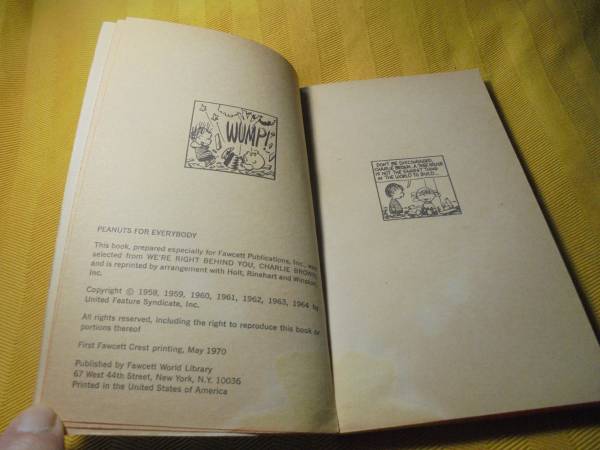 WUMP!
PEANUTS FOR EVERYBODY
This book, prepared especially for Fawcett Publications, Inc., was
selected from WE'RE RIGHT BEHIND YOU, CHARLIE BROWN,
and is reprinted by arrangement with Holt, Rinehart and Winston,
Inc.
Copyright © 1958, 1959, 1960, 1961, 1962, 1963, 1964 by
United Feature Syndicate, Inc.
All rights reserved, including the right to reproduce this book or
portions thereof
First Fawcett Crest printing, May 1970
Published by Fawcett World Library
67 West 44th Street, New York, N.Y. 10036
Printed in the United States of America
DON'T BE DISCOURAGED,
CHARLIE BROWN.. A TREE HOUSE
IS NOT THE EASIEST THING
IN THE WORLD TO BUILD...